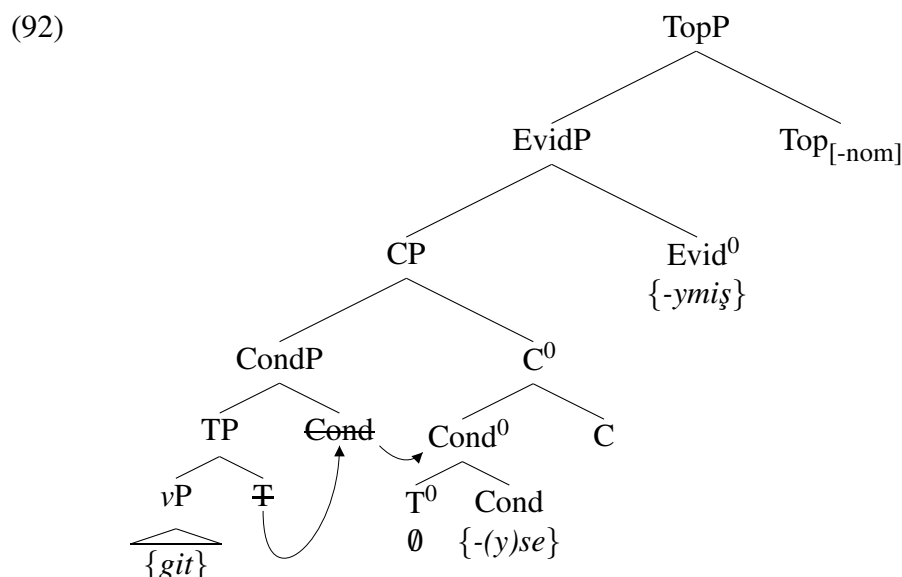 (92) TopP
EvidP Top[-nom]
CP Evid⁰
{-ymiş}
CondP C⁰
TP Cond Cond⁰ C
vP T T⁰ Cond
{git} ∅ {-(y)se}